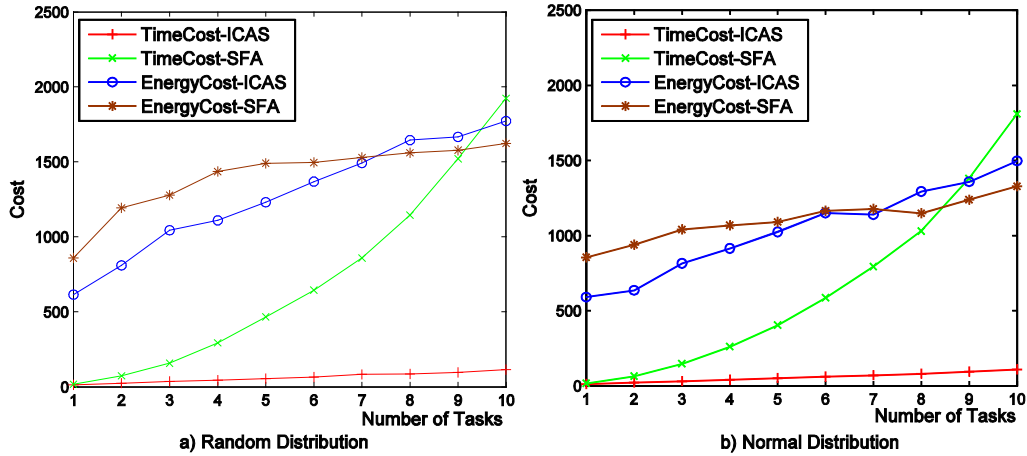 2500
2000
1500
1000
500
0
Cost
TimeCost-ICAS
TimeCost-SFA
EnergyCost-ICAS
EnergyCost-SFA
1 2 3 4 5 6 7 8 9 10
Number of Tasks
a) Random Distribution
2500
2000
1500
1000
500
0
Cost
TimeCost-ICAS
TimeCost-SFA
EnergyCost-ICAS
EnergyCost-SFA
1 2 3 4 5 6 7 8 9 10
Number of Tasks
b) Normal Distribution